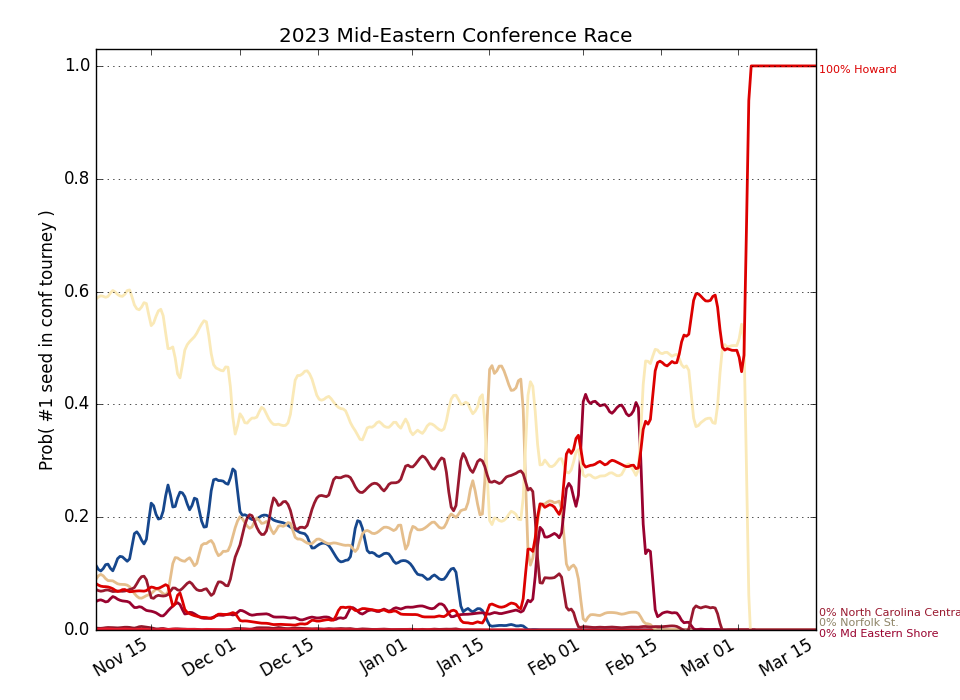 2023 Mid-Eastern Conference Race
Prob( #1 seed in conf tourney )
1.0
0.8
0.6
0.4
0.2
0.0
100% Howard
0% North Carolina Centra
0% Norfolk St.
0% Md Eastern Shore
Nov 15
Dec 01
Dec 15
Jan 01
Jan 15
Feb 01
Feb 15
Mar 01
Mar 15